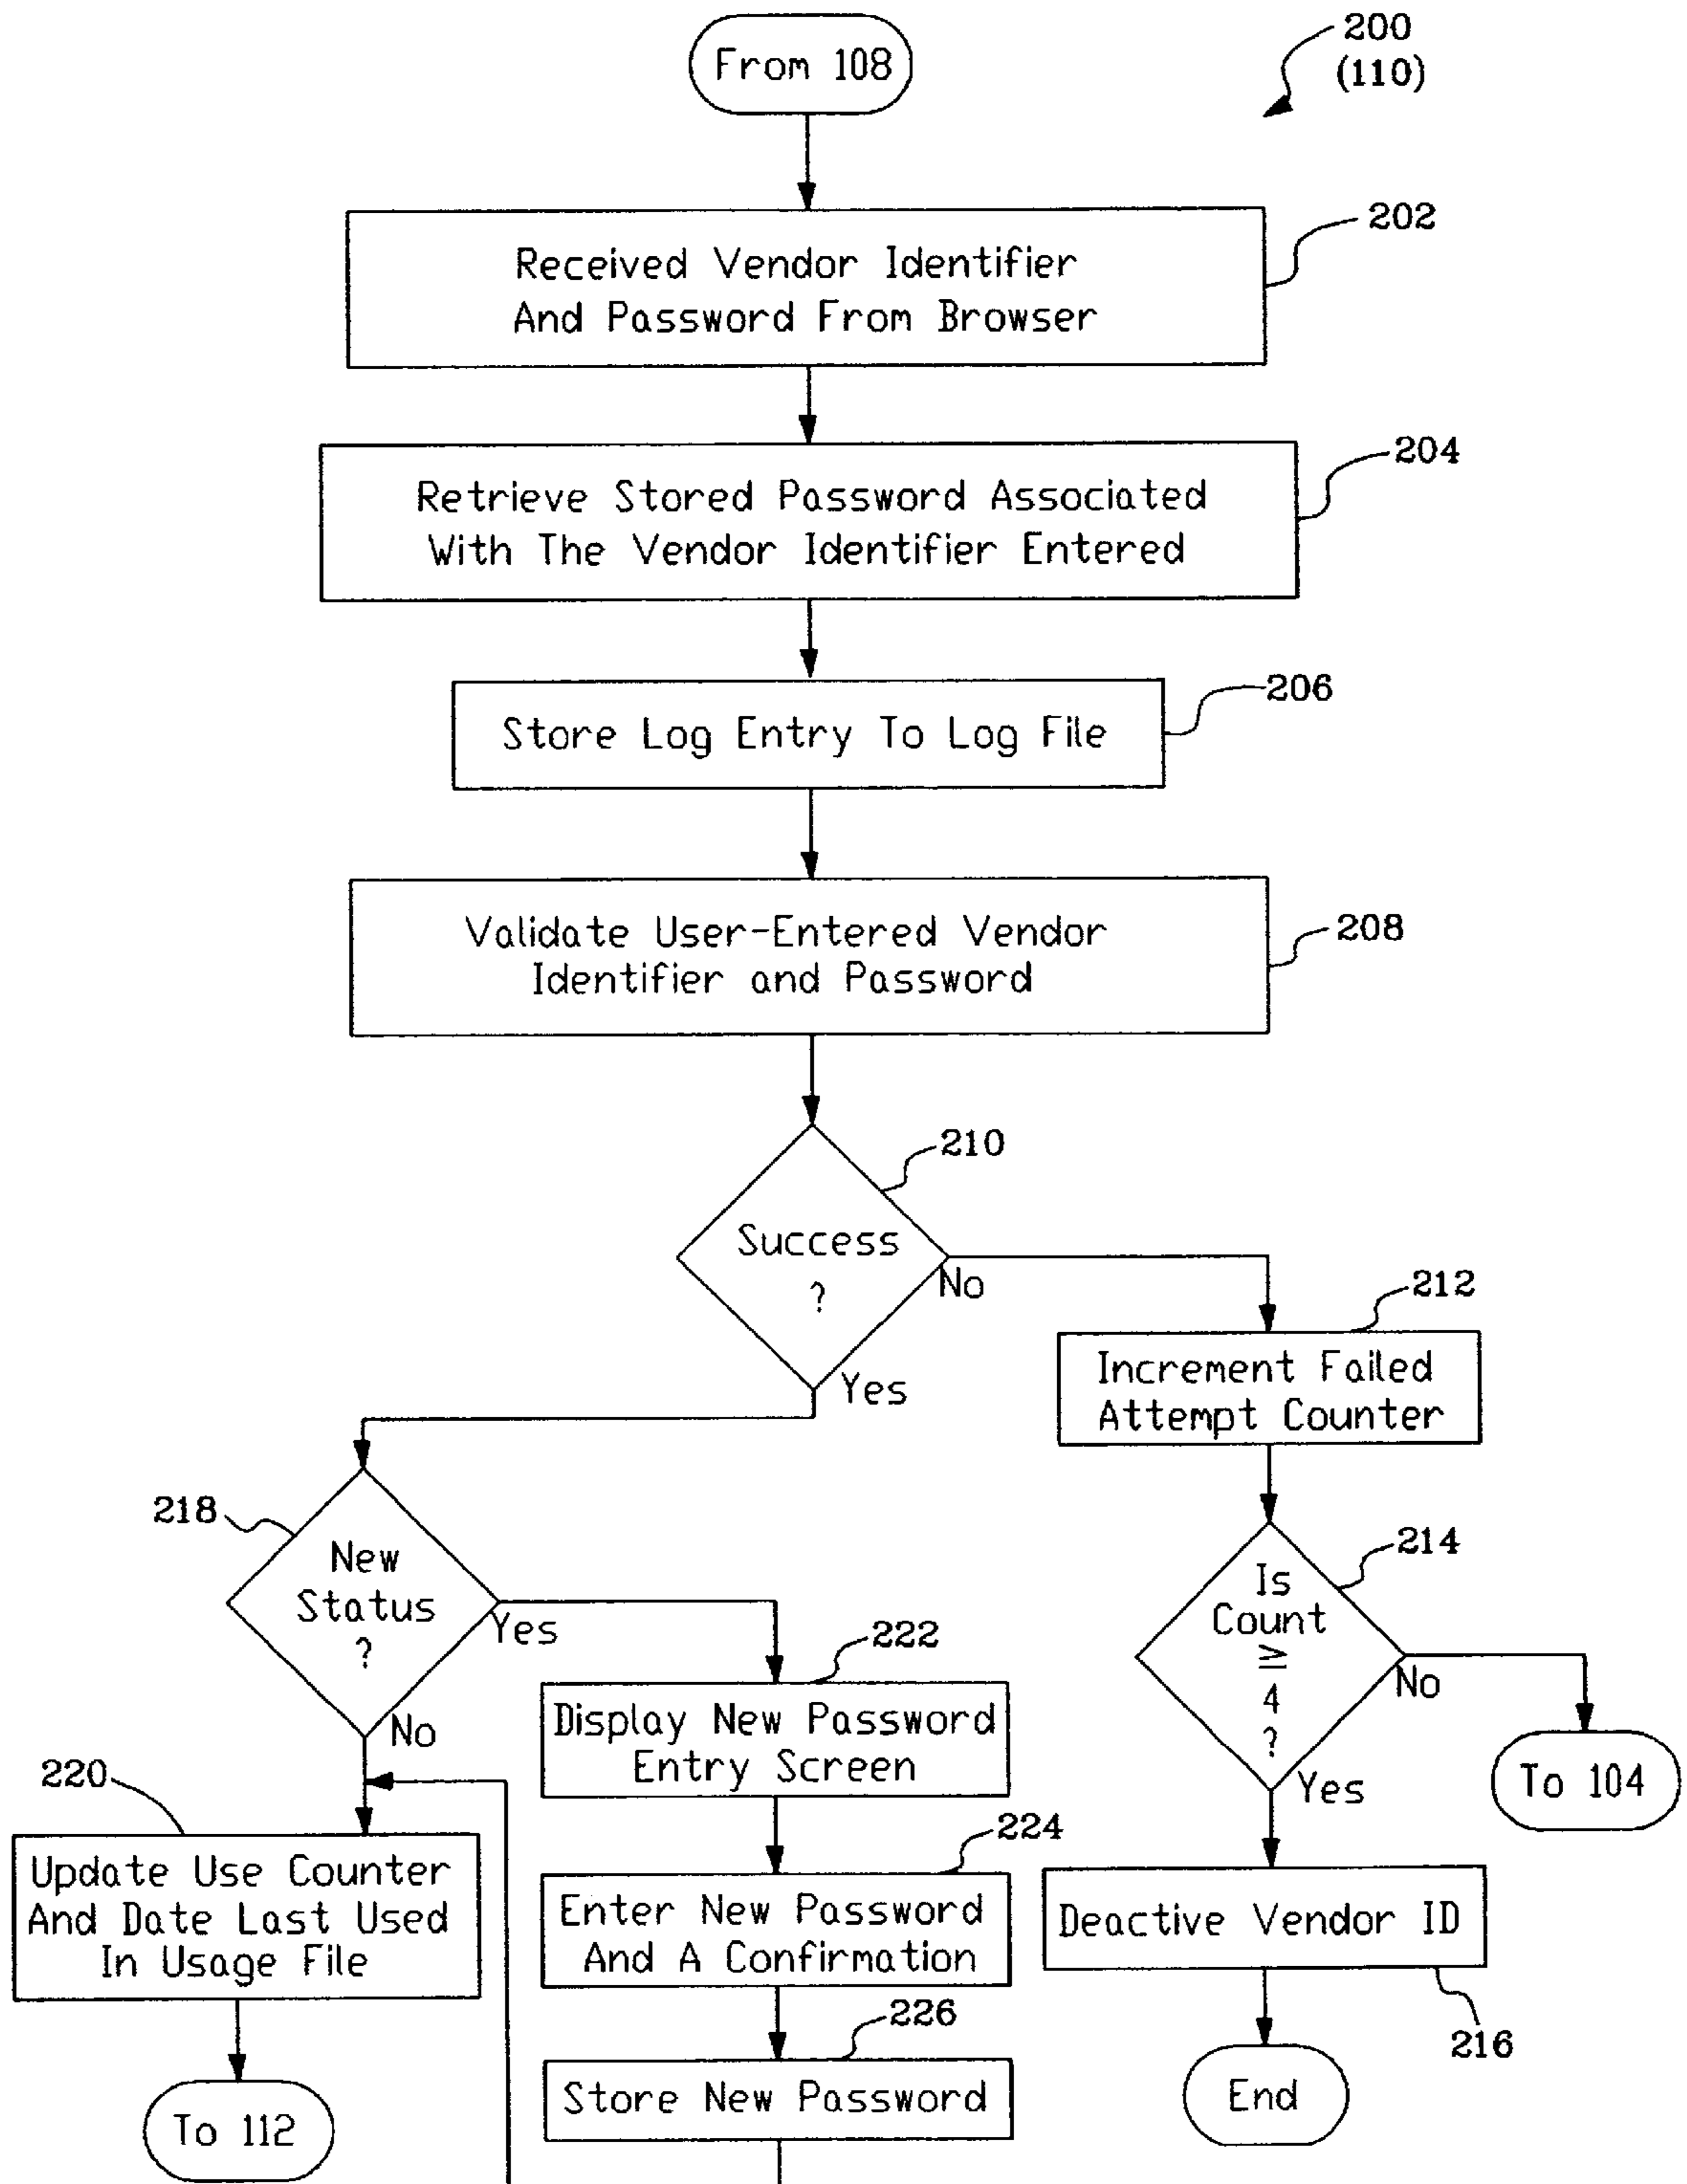 From 108
200
(110)
202
Received Vendor Identifier
And Password From Browser
204
Retrieve Stored Password Associated
With The Vendor Identifier Entered
206
Store Log Entry To Log File
208
Validate User-Entered Vendor
Identifier and Password
210
Success
?
No
Yes
212
Increment Failed
Attempt Counter
218
New
Status
?
Yes
No
214
Is
Count
≥
4
?
No
Yes
To 104
222
Display New Password
Entry Screen
220
Update Use Counter
And Date Last Used
In Usage File
224
Enter New Password
And A Confirmation
Deactive Vendor ID
216
226
Store New Password
To 112
End